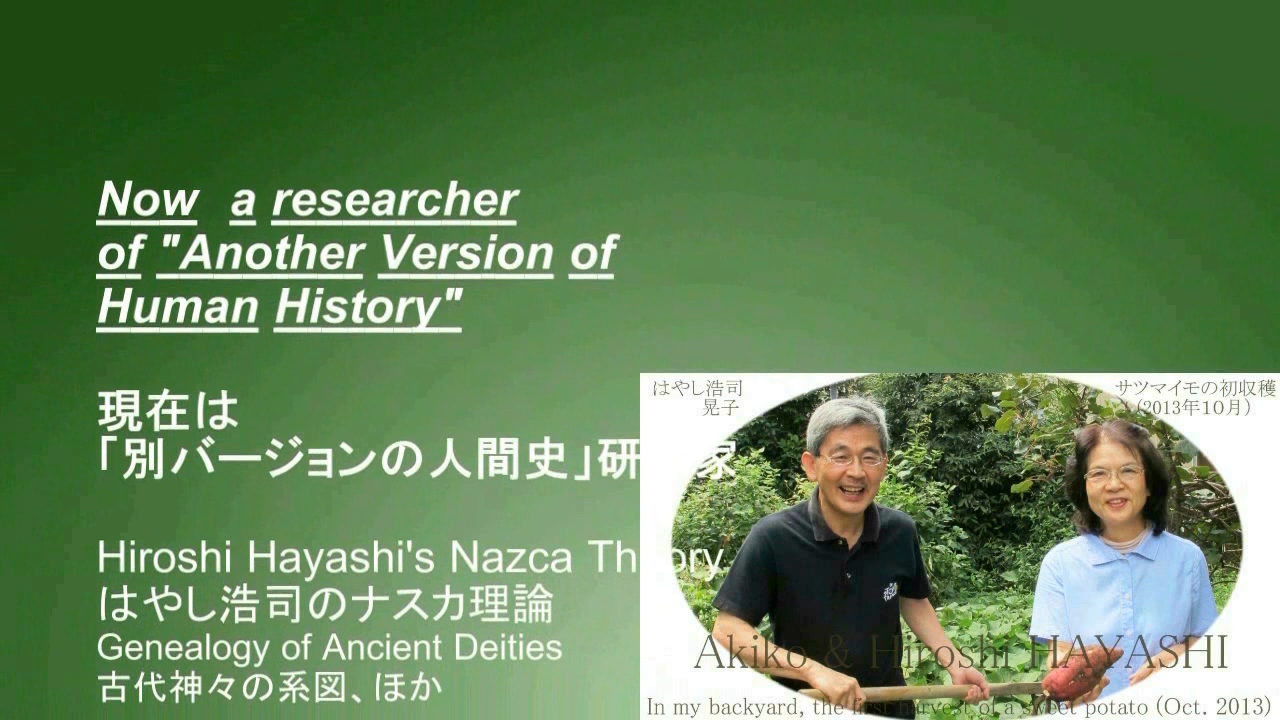 Now a researcher
of "Another Version of
Human History"
現在は
「別バージョンの人間史」研 家
Hiroshi Hayashi's Nazca Theory
はやし浩司のナスカ理論
Genealogy of Ancient Deities
古代神々の系図、ほか
はやし浩司
晃子
サツマイモの初収穫
(2013年10月)
Akiko & Hiroshi HAYASHI
In my backyard, the first harvest of a sweet potato (Oct. 2013)